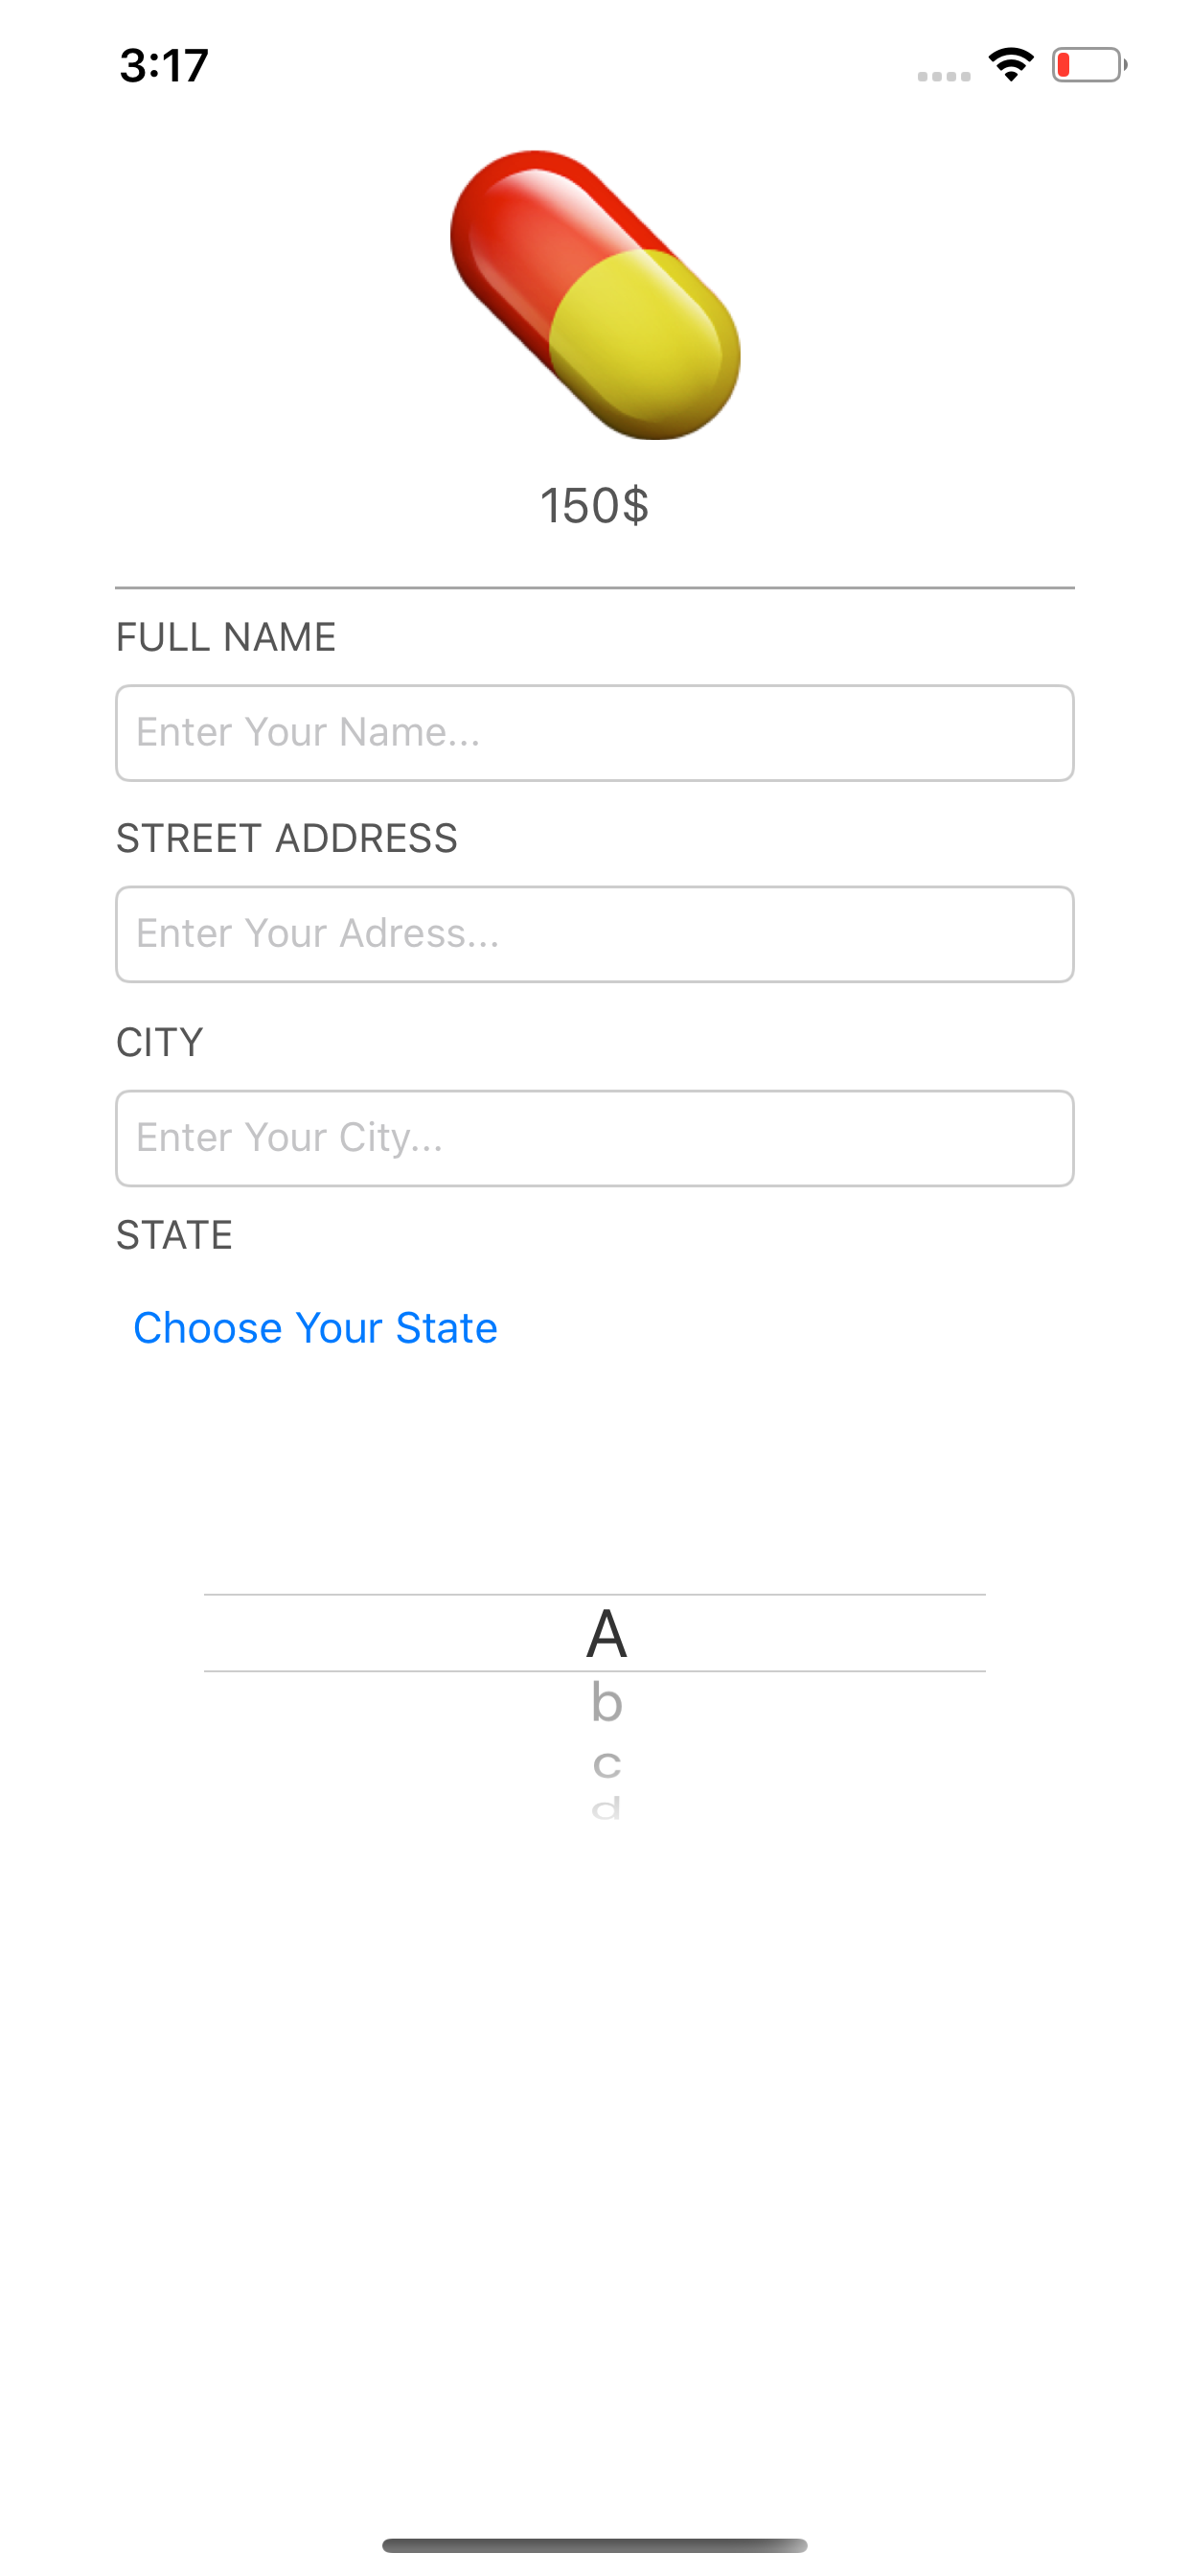 3:17
150$
FULL NAME
Enter Your Name...
STREET ADDRESS
Enter Your Adress...
CITY
Enter Your City...
STATE
Choose Your State
A
b
c
d